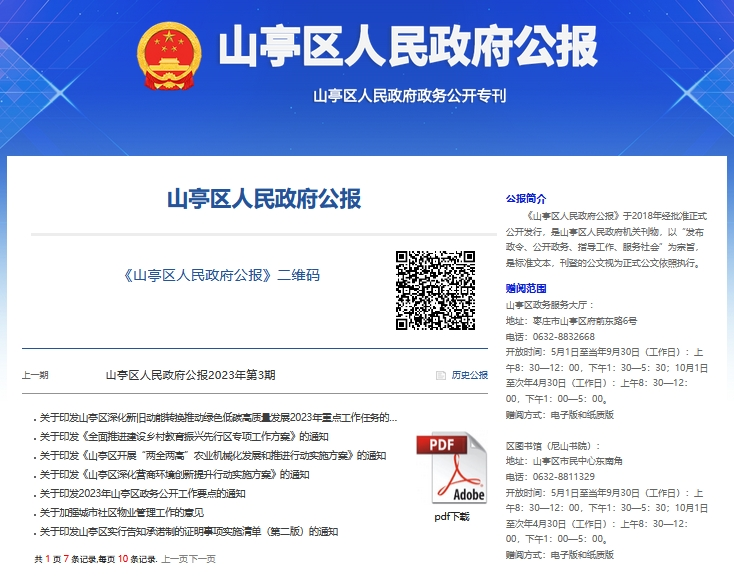 山亭区人民政府公报
山亭区人民政府政务公开专刊
山亭区人民政府公报
《山亭区人民政府公报》二维码
上一期
山亭区人民政府公报2023年第3期
历史公报
. 关于印发山亭区深化新旧动能转换推动绿色低碳高质量发展2023年重点工作任务的...
. 关于印发《全面推进建设乡村教育振兴先行区专项工作方案》的通知
. 关于印发《山亭区开展“两全两高”农业机械化发展和推进行动实施方案》的通知
. 关于印发《山亭区深化营商环境创新提升行动实施方案》的通知
. 关于印发2023年山亭区政务公开工作要点的通知
. 关于加强城市社区物业管理工作的意见
. 关于印发山亭区实行告知承诺制的证明事项实施清单（第二版）的通知
PDF
Adobe
pdf下载
共 1 页 7 条记录,每页 10 条记录. 上一页下一页
公报简介
《山亭区人民政府公报》于2018年经批准正式
公开发行，是山亭区人民政府机关刊物，以“发布
政令、公开政务、指导工作、服务社会”为宗旨，
是标准文本，刊登的公文视为正式公文依照执行。
赠阅范围
山亭区政务服务大厅：
地址：枣庄市山亭区府前东路6号
电话：0632-8832668
开放时间：5月1日至当年9月30日（工作日）：上
午8：30—12：00，下午1：30—5：30；10月1日
至次年4月30日（工作日）：上午8：30—12：
00，下午1：00—5：00。
赠阅方式：电子版和纸质版
区图书馆（尼山书院）：
地址：山亭区市民中心东南角
电话：0632-8811329
开放时间：5月1日至当年9月30日（工作日）：上
午8：30—12：00，下午1：30—5：30；10月1日
至次年4月30日（工作日）：上午8：30—12：
00，下午1：00—5：00。
赠阅方式：电子版和纸质版